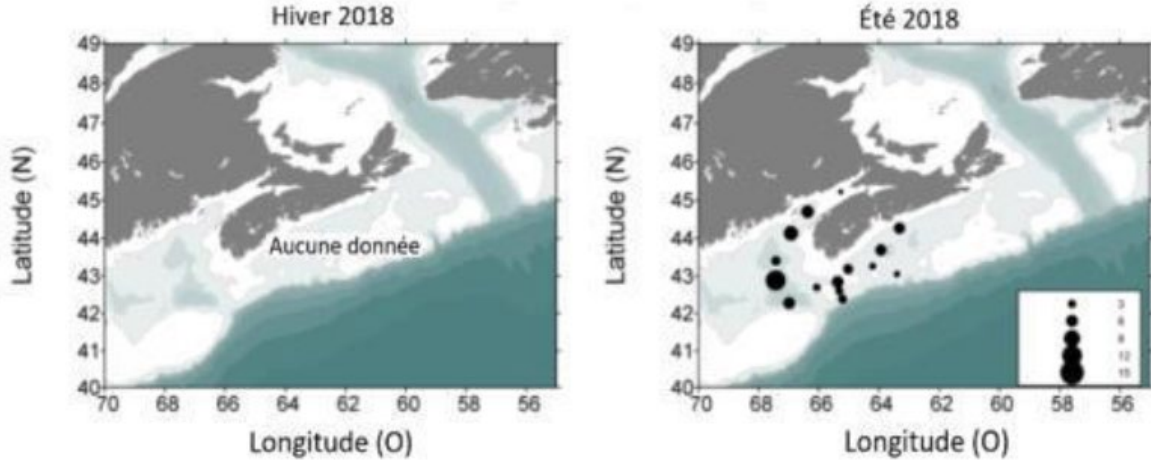 Hiver 2018
49
48
47
46
45
44
43
42
41
40
Latitude (N)
Aucune donnée
70 68 66 64 62 60 58 56
Longitude (O)
Été 2018
49
48
47
46
45
44
43
42
41
40
Latitude (N)
3
6
8
12
15
70 68 66 64 62 60 58 56
Longitude (O)